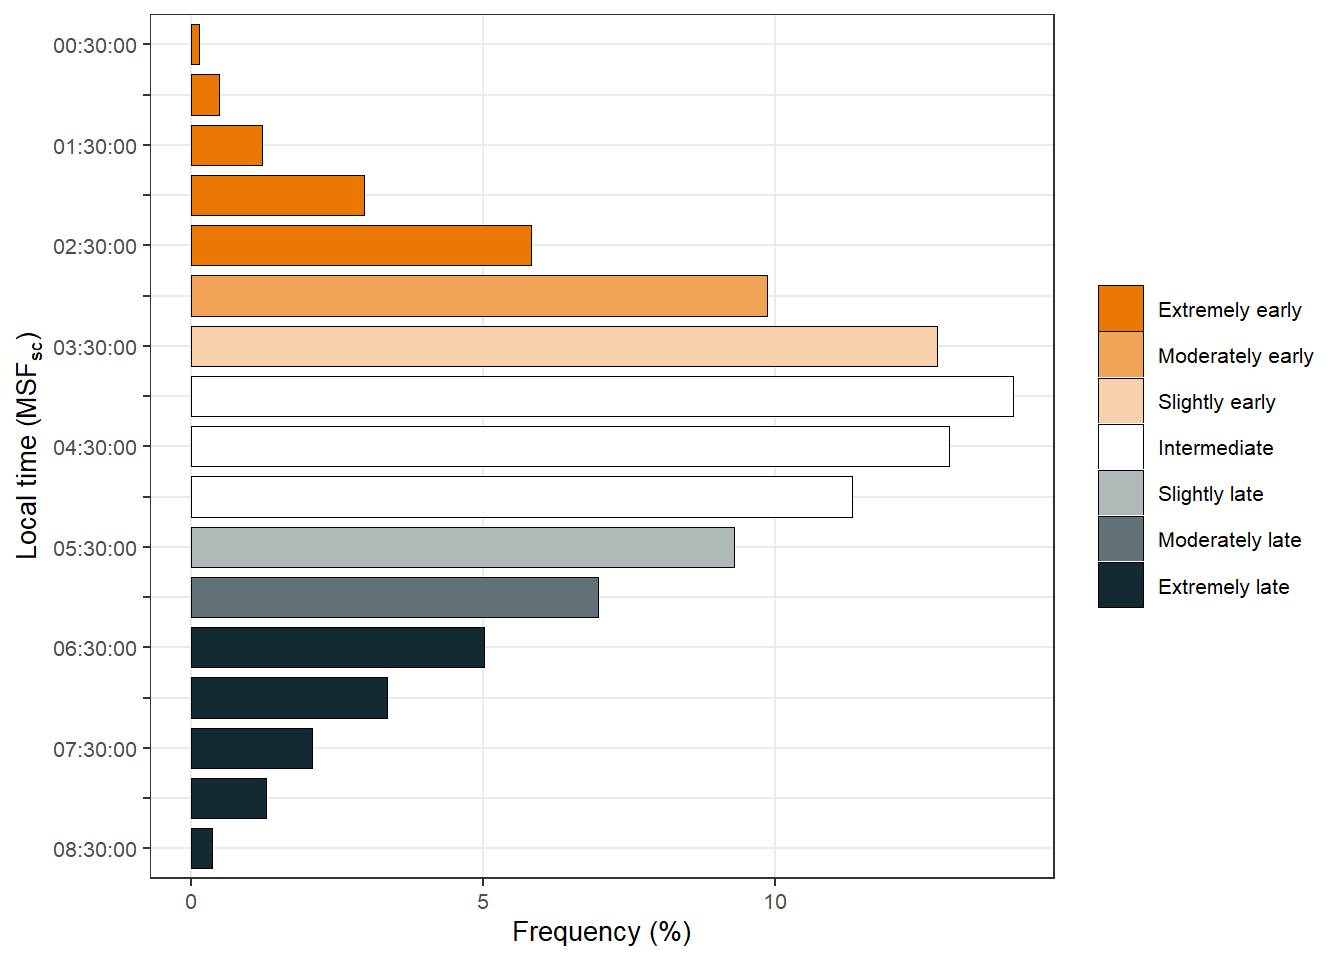 00:30:00
01:30:00
02:30:00
03:30:00
04:30:00
05:30:00
06:30:00
07:30:00
08:30:00
Local time (MSFsc)
0 5 10
Frequency (%)
Extremely early
Moderately early
Slightly early
Intermediate
Slightly late
Moderately late
Extremely late